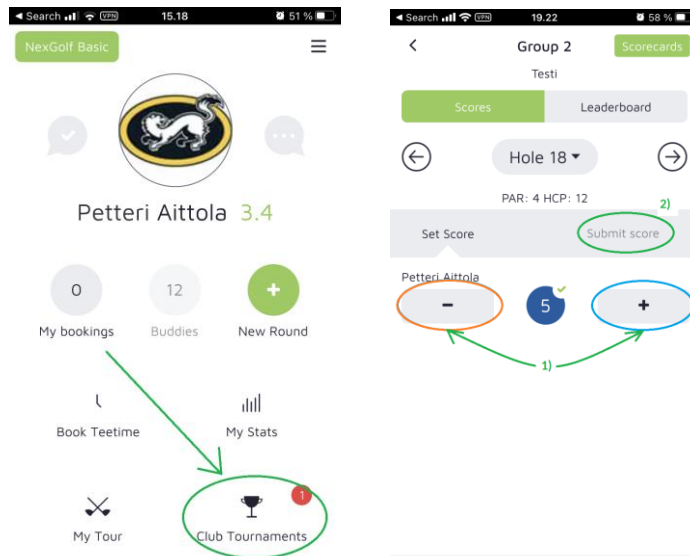 Search VPN 15.18 51 %
NexGolf Basic
Petteri Aittola 3.4
0 12 +
My bookings Buddies New Round
Book Teetime My Stats
1
My Tour Club Tournaments
Search VPN 19.22 58 %
Group 2 Scorecards
Testi
Scores Leaderboard
Hole 18
PAR: 4 HCP: 12
2)
Set Score Submit score
Petteri Aittola
- 5 +
1)